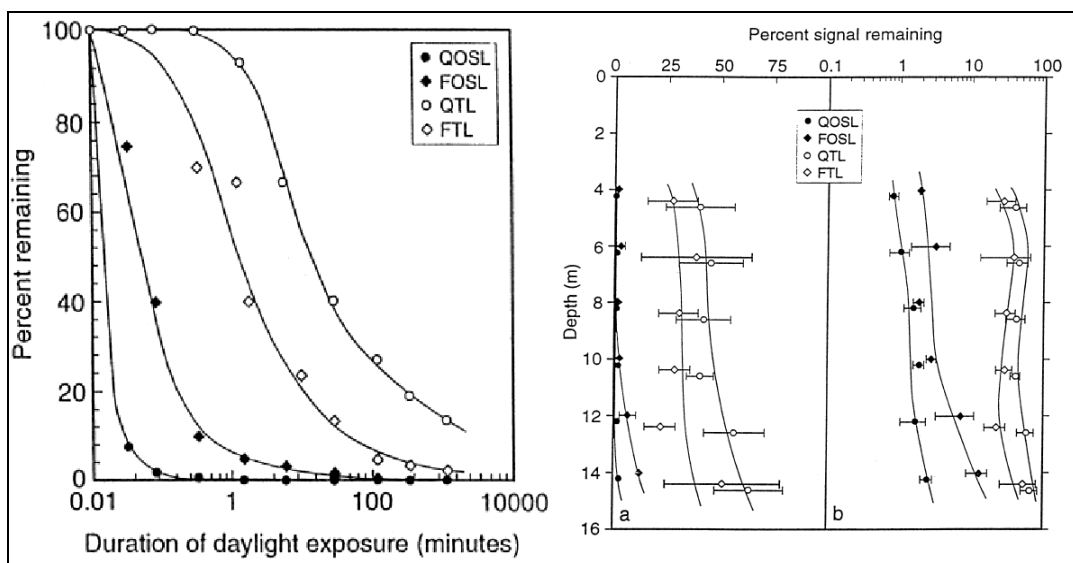 100
80
60
40
20
0
Percent remaining
QOSL
FOSL
QTL
FTL
0.01 1 100 10000
Duration of daylight exposure (minutes)
Percent signal remaining
0 25 50 75 0.1 1 10 100
0
2
4
6
8
10
12
14
16
Depth (m)
QOSL
FOSL
QTL
FTL
a b